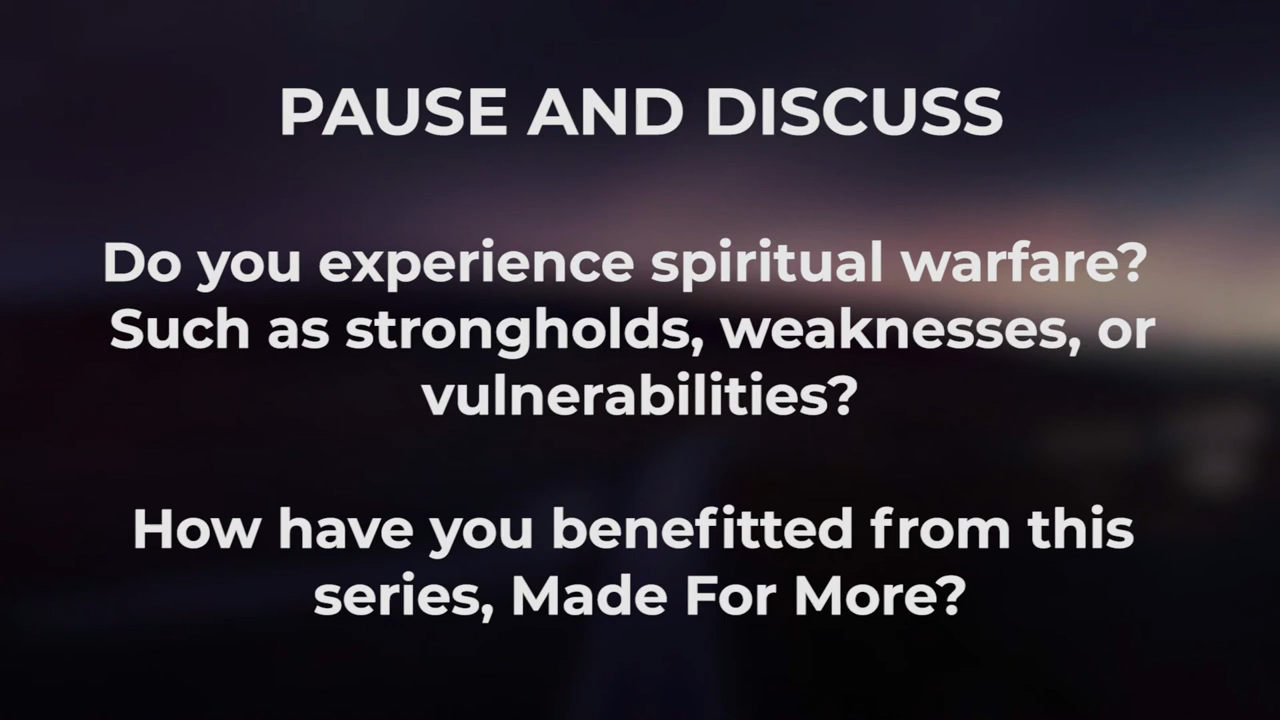 PAUSE AND DISCUSS
Do you experience spiritual warfare?
Such as strongholds, weaknesses, or
vulnerabilities?
How have you benefitted from this
series, Made For More?